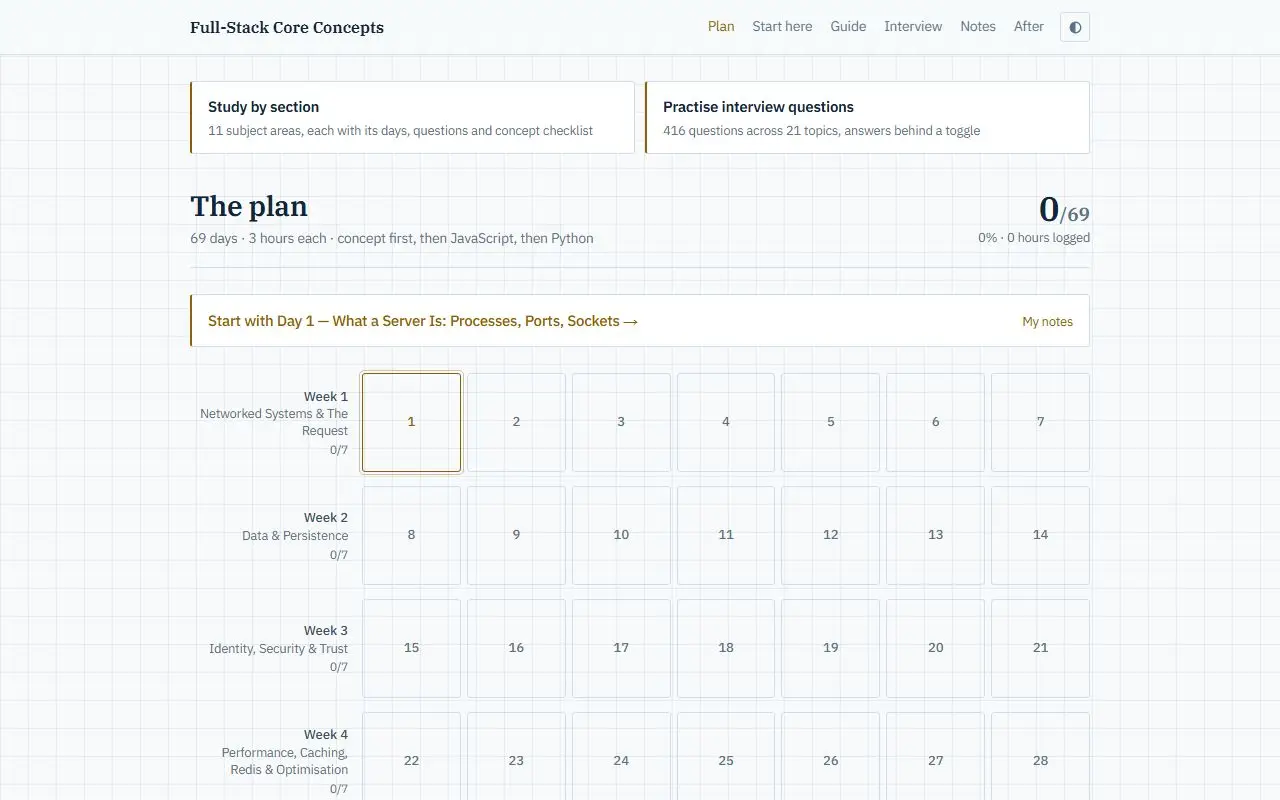 Full-Stack Core Concepts
Plan
Start here
Guide
Interview
Notes
After
Study by section
11 subject areas, each with its days, questions and concept checklist
Practise interview questions
416 questions across 21 topics, answers behind a toggle
The plan
0/69
69 days · 3 hours each · concept first, then JavaScript, then Python
0% · 0 hours logged
Start with Day 1 — What a Server Is: Processes, Ports, Sockets →
My notes
Week 1
Networked Systems & The
Request
0/7
1 2 3 4 5 6 7
Week 2
Data & Persistence
0/7
8 9 10 11 12 13 14
Week 3
Identity, Security & Trust
0/7
15 16 17 18 19 20 21
Week 4
Performance, Caching,
Redis & Optimisation
0/7
22 23 24 25 26 27 28